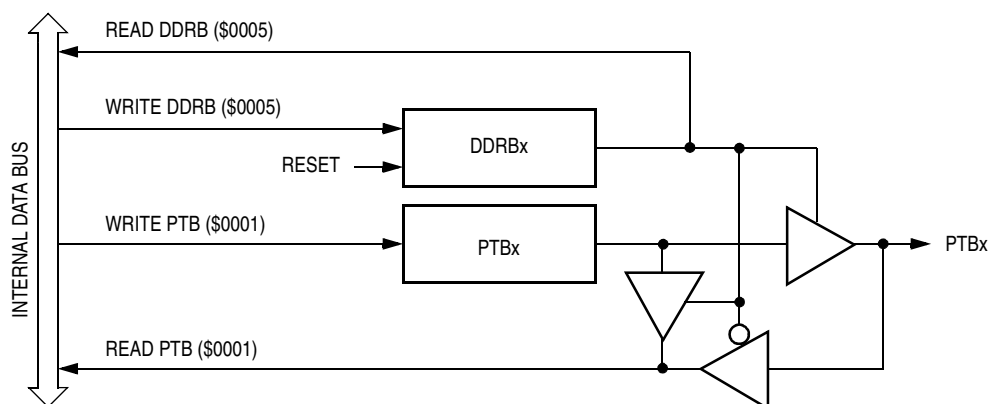 READ DDRB ($0005)
WRITE DDRB ($0005)
DDRBx
RESET
INTERNAL DATA BUS
WRITE PTB ($0001)
PTBx
PTBx
READ PTB ($0001)